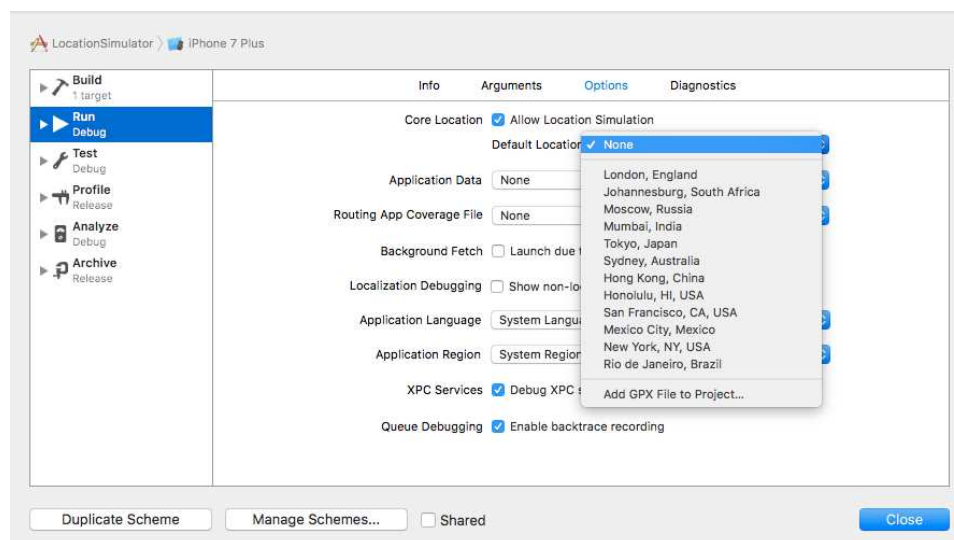 LocationSimulator iPhone 7 Plus
Build
1 target
Run
Debug
Test
Debug
Profile
Release
Analyze
Debug
Archive
Release
Info Arguments Options Diagnostics
Core Location Allow Location Simulation
Default Location
None
London, England
Johannesburg, South Africa
Moscow, Russia
Mumbai, India
Tokyo, Japan
Sydney, Australia
Hong Kong, China
Honolulu, HI, USA
San Francisco, CA, USA
Mexico City, Mexico
New York, NY, USA
Rio de Janeiro, Brazil
Add GPX File to Project...
Application Data None
Routing App Coverage File None
Background Fetch Launch due
Localization Debugging Show
Application Language System
Application Region System Region
XPC Services Debug XPC
Queue Debugging Enable backtrace recording
Duplicate Scheme Manage Schemes... Shared Close